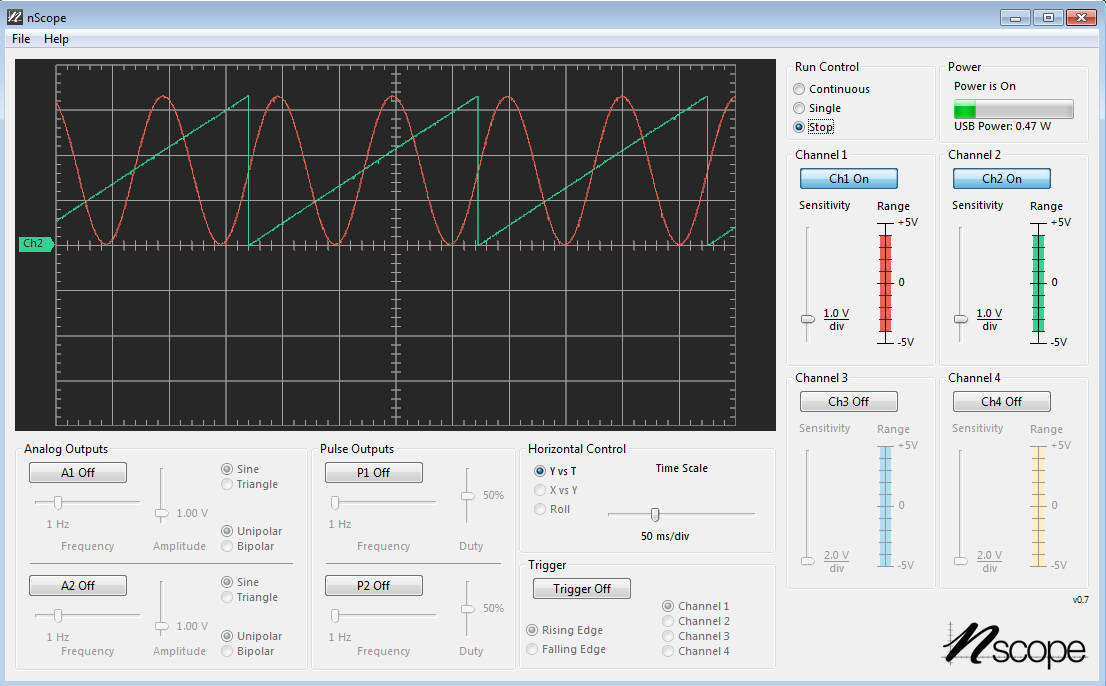 nScope
File Help
Ch2
Run Control
Continuous
Single
Stop
Power
Power is On
USB Power: 0.47 W
Channel 1
Ch1 On
Sensitivity Range
+5V
0
1.0 V
div
-5V
Channel 2
Ch2 On
Sensitivity Range
+5V
0
1.0 V
div
-5V
Channel 3
Ch3 Off
Sensitivity Range
+5V
0
2.0 V
div
-5V
Channel 4
Ch4 Off
Sensitivity Range
+5V
0
2.0 V
div
-5V
Analog Outputs
A1 Off
Sine
Triangle
1.00 V
1 Hz
Unipolar
Frequency Amplitude Bipolar
A2 Off
Sine
Triangle
1.00 V
1 Hz
Unipolar
Frequency Amplitude Bipolar
Pulse Outputs
P1 Off
50%
1 Hz
Frequency Duty
P2 Off
50%
1 Hz
Frequency Duty
Horizontal Control
Y vs T Time Scale
X vs Y
Roll
50 ms/div
Trigger
Trigger Off
Rising Edge
Falling Edge
Channel 1
Channel 2
Channel 3
Channel 4
v0.7
nscope